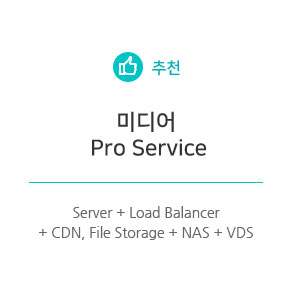 추천
미디어
Pro Service
Server + Load Balancer
+ CDN, File Storage + NAS + VDS